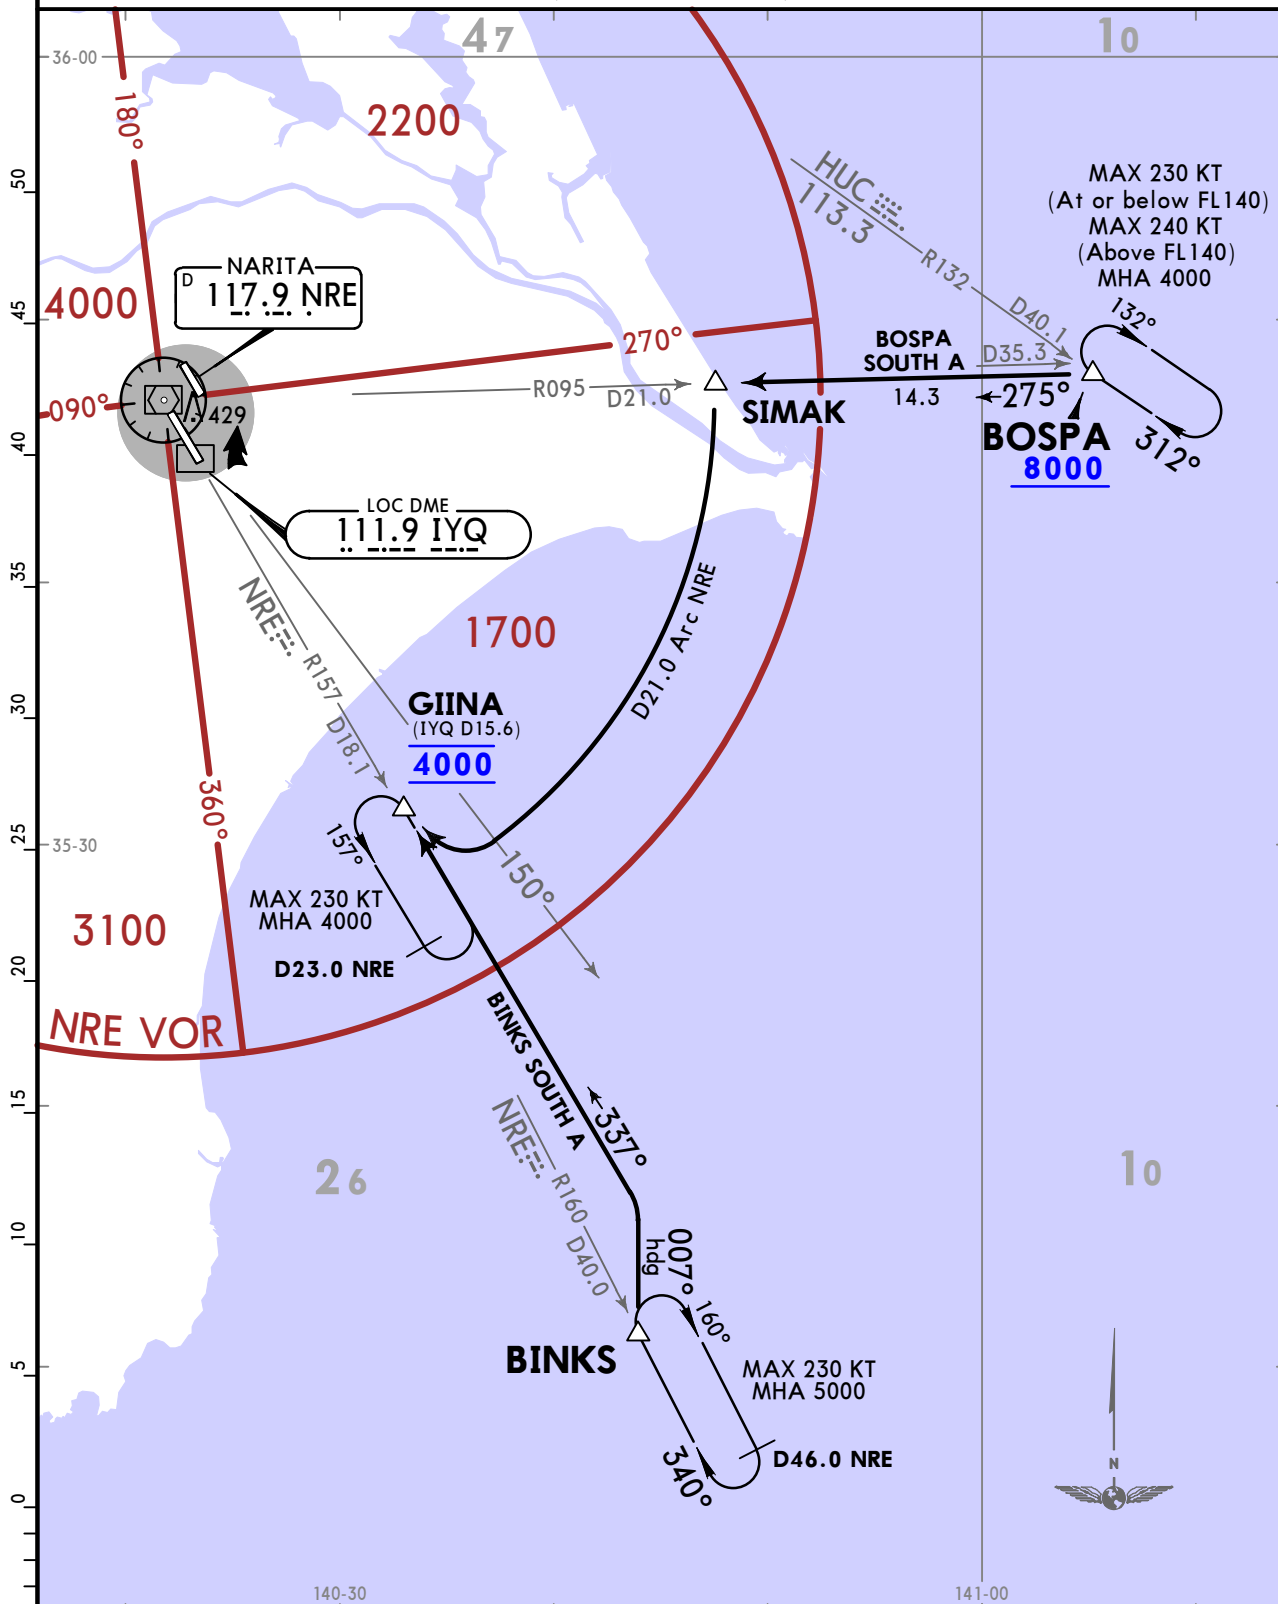 47
10
36-00
180°
2200
HUC
113.3
R132
D40.1
MAX 230 KT
(At or below FL140)
MAX 240 KT
(Above FL140)
MHA 4000
132°
NARITA
D 117.9 NRE
4000
270°
BOSPA
SOUTH A
D35.3
R095
D21.0
14.3
275°
SIMAK
BOSPA
8000
312°
090°
429
LOC DME
111.9 IYQ
NRE
R157
D18.1
1700
D21.0 Arc NRE
GIINA
(IYQ D15.6)
4000
360°
35-30
157°
150°
MAX 230 KT
MHA 4000
D23.0 NRE
3100
NRE VOR
BINKS SOUTH A
337°
NRE
R160
D40.0
26
10
007°
hdg
160°
BINKS
MAX 230 KT
MHA 5000
340°
D46.0 NRE
N
50
45
40
35
30
25
20
15
10
5
0
140-30
141-00